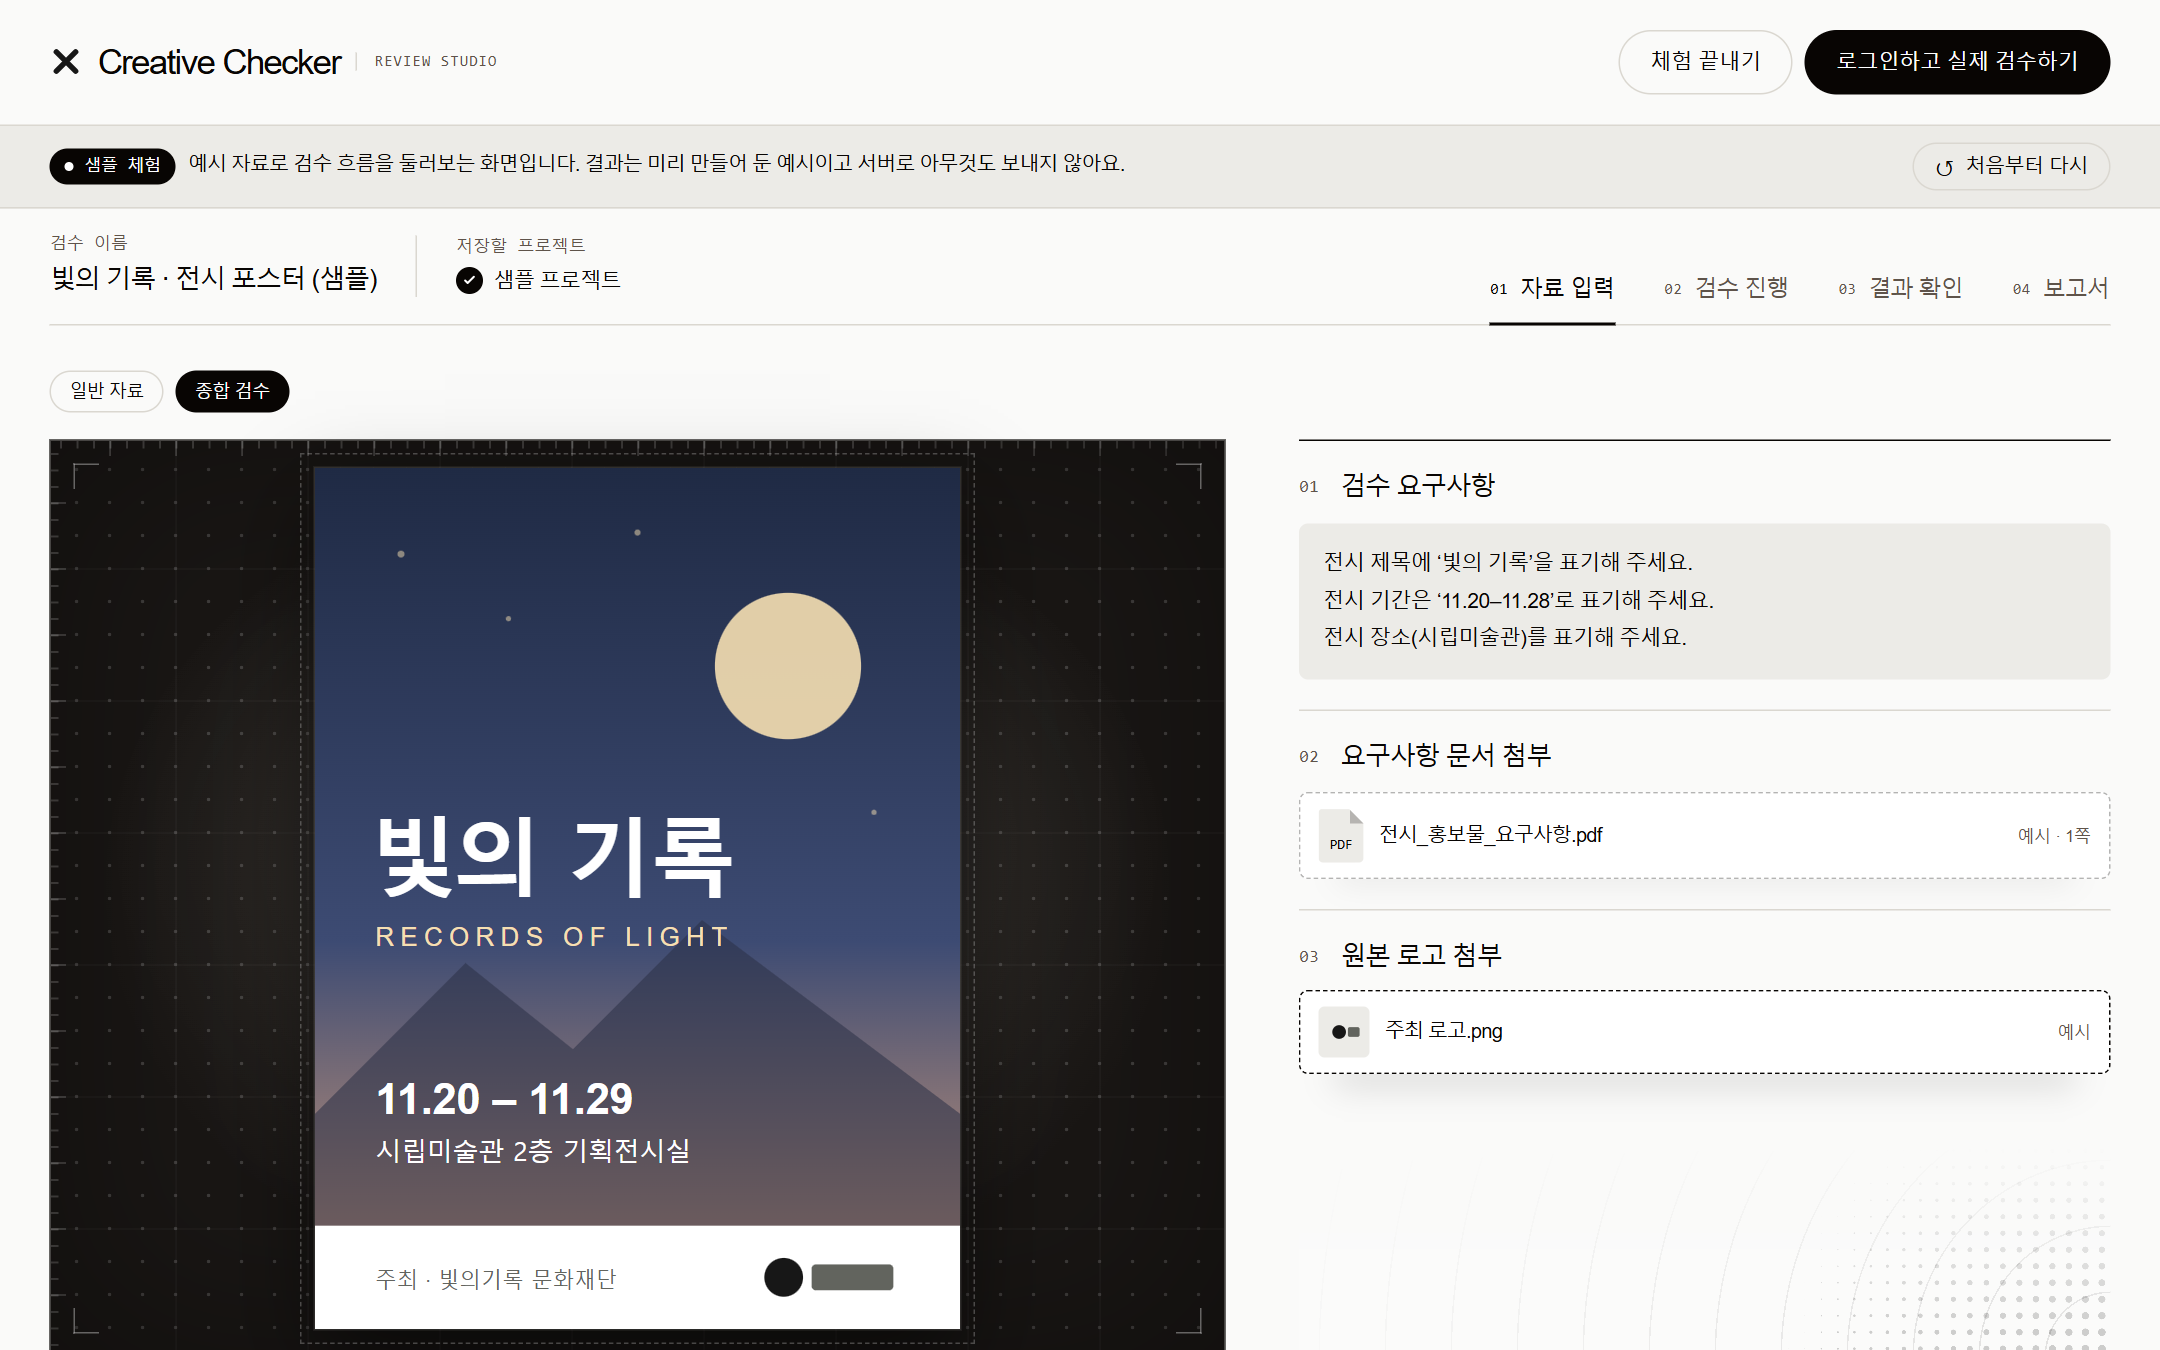 Creative Checker
REVIEW STUDIO
체험 끝내기
로그인하고 실제 검수하기
샘플 체험
예시 자료로 검수 흐름을 둘러보는 화면입니다. 결과는 미리 만들어 둔 예시이고 서버로 아무것도 보내지 않아요.
처음부터 다시
검수 이름
빛의 기록 · 전시 포스터 (샘플)
저장할 프로젝트
샘플 프로젝트
01 자료 입력
02 검수 진행
03 결과 확인
04 보고서
일반 자료
종합 검수
빛의 기록
RECORDS OF LIGHT
11.20 – 11.29
시립미술관 2층 기획전시실
주최 · 빛의기록 문화재단
01 검수 요구사항
전시 제목에 ‘빛의 기록’을 표기해 주세요.
전시 기간은 ‘11.20–11.28’로 표기해 주세요.
전시 장소(시립미술관)를 표기해 주세요.
02 요구사항 문서 첨부
PDF
전시_홍보물_요구사항.pdf
예시 · 1쪽
03 원본 로고 첨부
주최 로고.png
예시